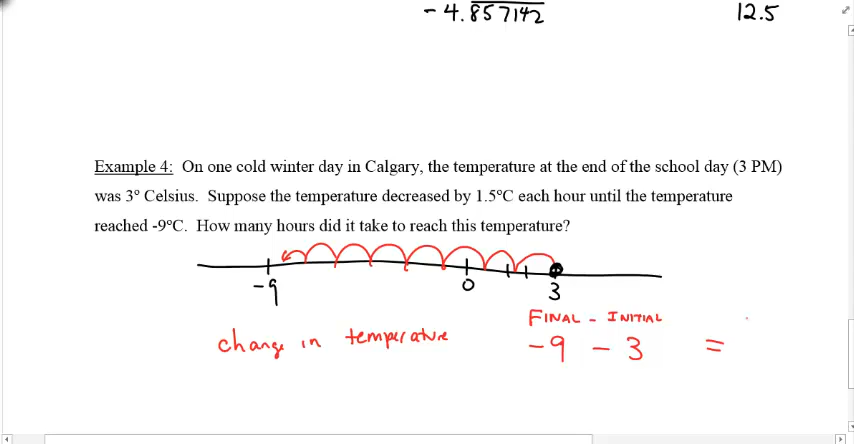 -4.857142 12.5
Example 4: On one cold winter day in Calgary, the temperature at the end of the school day (3 PM)
was 3° Celsius. Suppose the temperature decreased by 1.5°C each hour until the temperature
reached -9°C. How many hours did it take to reach this temperature?
-9 0 3
FINAL - INITIAL
change in temperature -9 - 3 =